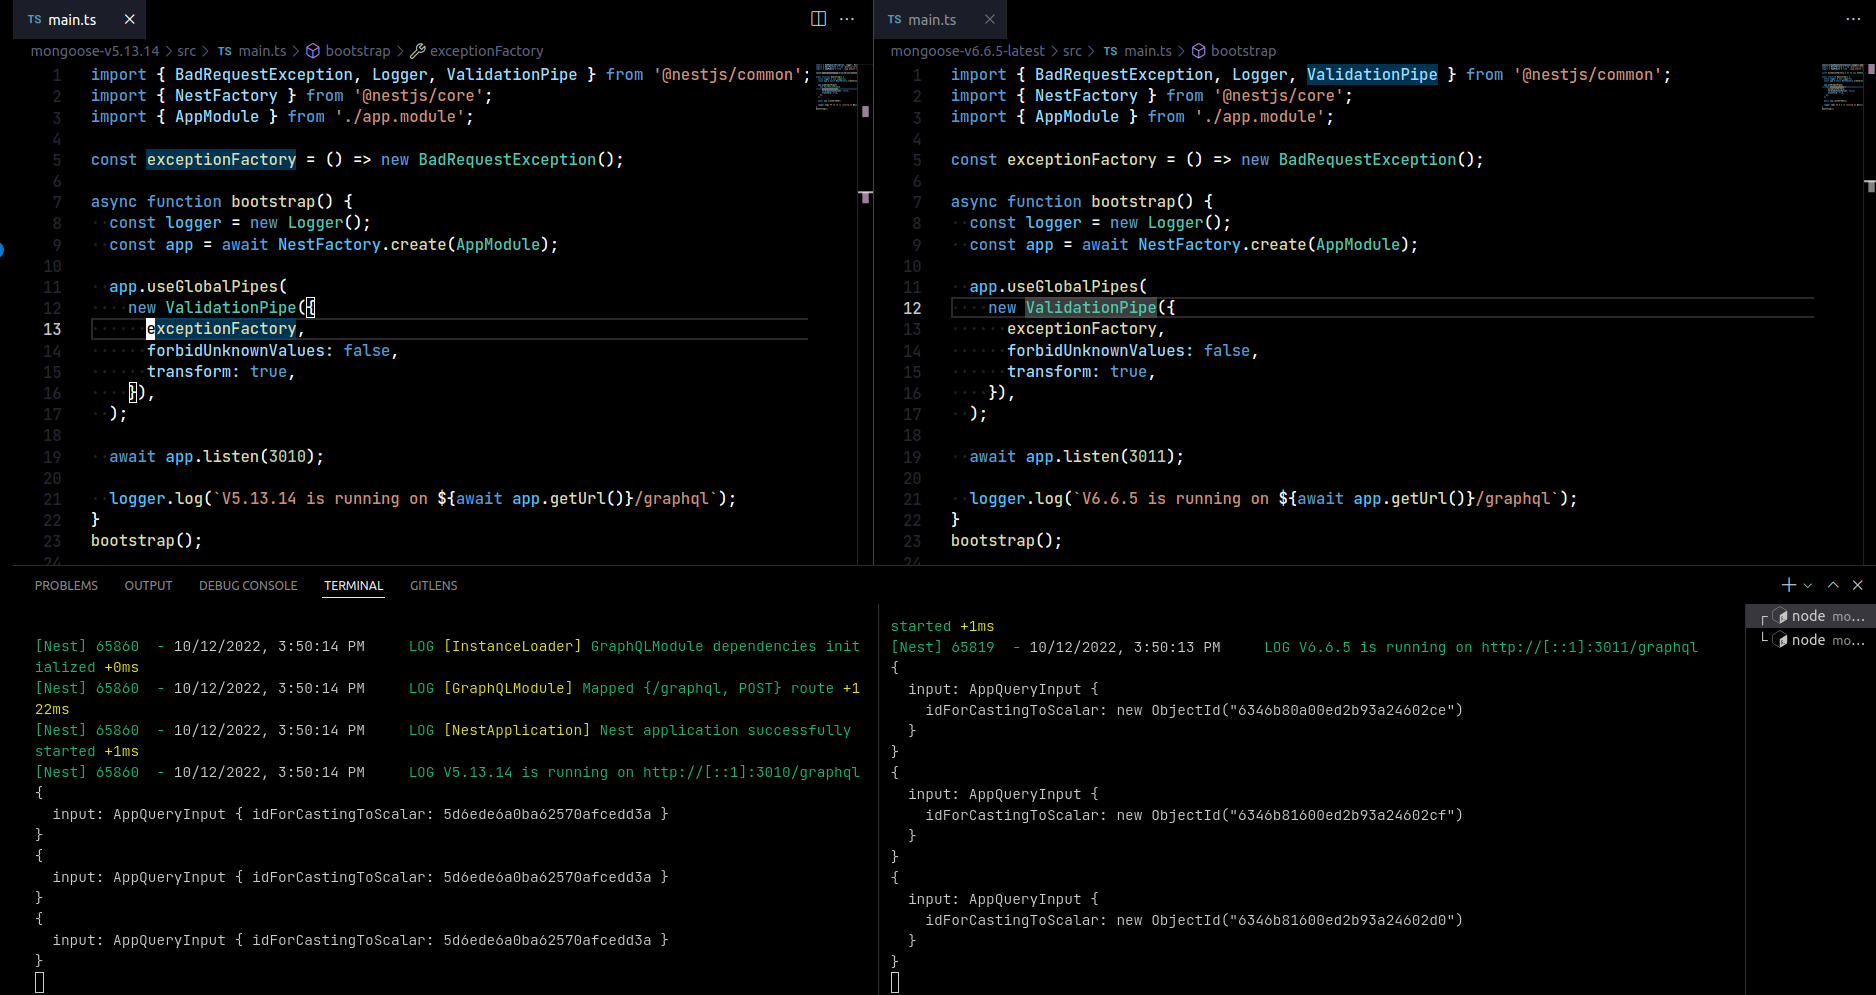 TS main.ts
mongoose-v5.13.14 > src > TS main.ts > bootstrap > exceptionFactory
1 import { BadRequestException, Logger, ValidationPipe } from '@nestjs/common';
2 import { NestFactory } from '@nestjs/core';
3 import { AppModule } from './app.module';
4
5 const exceptionFactory = () => new BadRequestException();
6
7 async function bootstrap() {
8 const logger = new Logger();
9 const app = await NestFactory.create(AppModule);
10
11 app.useGlobalPipes(
12 new ValidationPipe({
13 exceptionFactory,
14 forbidUnknownValues: false,
15 transform: true,
16 }),
17 );
18
19 await app.listen(3010);
20
21 logger.log(`V5.13.14 is running on ${await app.getUrl()}/graphql`);
22 }
23 bootstrap();
24
TS main.ts
mongoose-v6.6.5-latest > src > TS main.ts > bootstrap
1 import { BadRequestException, Logger, ValidationPipe } from '@nestjs/common';
2 import { NestFactory } from '@nestjs/core';
3 import { AppModule } from './app.module';
4
5 const exceptionFactory = () => new BadRequestException();
6
7 async function bootstrap() {
8 const logger = new Logger();
9 const app = await NestFactory.create(AppModule);
10
11 app.useGlobalPipes(
12 new ValidationPipe({
13 exceptionFactory,
14 forbidUnknownValues: false,
15 transform: true,
16 }),
17 );
18
19 await app.listen(3011);
20
21 logger.log(`V6.6.5 is running on ${await app.getUrl()}/graphql`);
22 }
23 bootstrap();
24
PROBLEMS OUTPUT DEBUG CONSOLE TERMINAL GITLENS
[Nest] 65860 - 10/12/2022, 3:50:14 PM LOG [InstanceLoader] GraphQLModule dependencies init
ialized +0ms
[Nest] 65860 - 10/12/2022, 3:50:14 PM LOG [GraphQLModule] Mapped {/graphql, POST} route +1
22ms
[Nest] 65860 - 10/12/2022, 3:50:14 PM LOG [NestApplication] Nest application successfully
started +1ms
[Nest] 65860 - 10/12/2022, 3:50:14 PM LOG V5.13.14 is running on http://[::1]:3010/graphql
{
input: AppQueryInput { idForCastingToScalar: 5d6ede6a0ba62570afcedd3a }
}
{
input: AppQueryInput { idForCastingToScalar: 5d6ede6a0ba62570afcedd3a }
}
{
input: AppQueryInput { idForCastingToScalar: 5d6ede6a0ba62570afcedd3a }
}
started +1ms
[Nest] 65819 - 10/12/2022, 3:50:13 PM LOG V6.6.5 is running on http://[::1]:3011/graphql
{
input: AppQueryInput {
idForCastingToScalar: new ObjectId("6346b80a00ed2b93a24602ce")
}
}
{
input: AppQueryInput {
idForCastingToScalar: new ObjectId("6346b81600ed2b93a24602cf")
}
}
{
input: AppQueryInput {
idForCastingToScalar: new ObjectId("6346b81600ed2b93a24602d0")
}
}
node mo...
node mo...